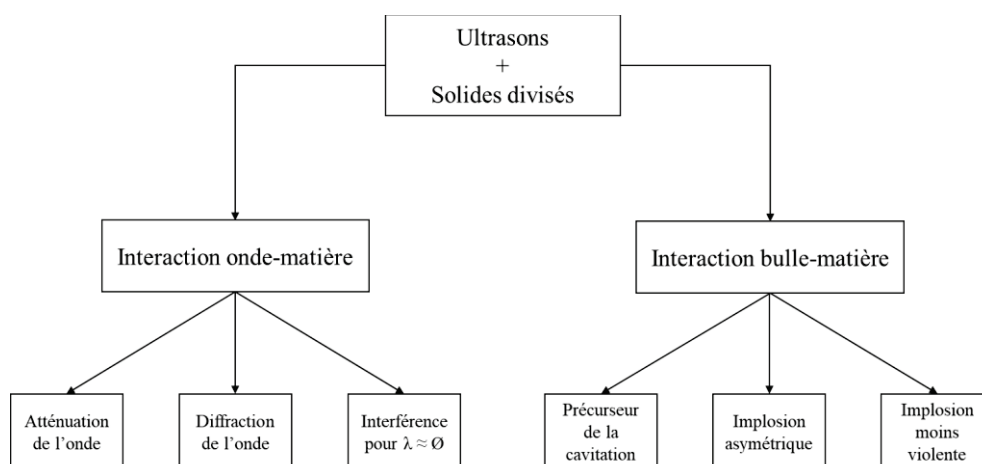 Ultrasons
+
Solides divisés
Interaction onde-matière
Interaction bulle-matière
Atténuation
de l’onde
Diffraction
de l’onde
Interférence
pour λ ≈ Ø
Précurseur
de la
cavitation
Implosion
asymétrique
Implosion
moins
violente